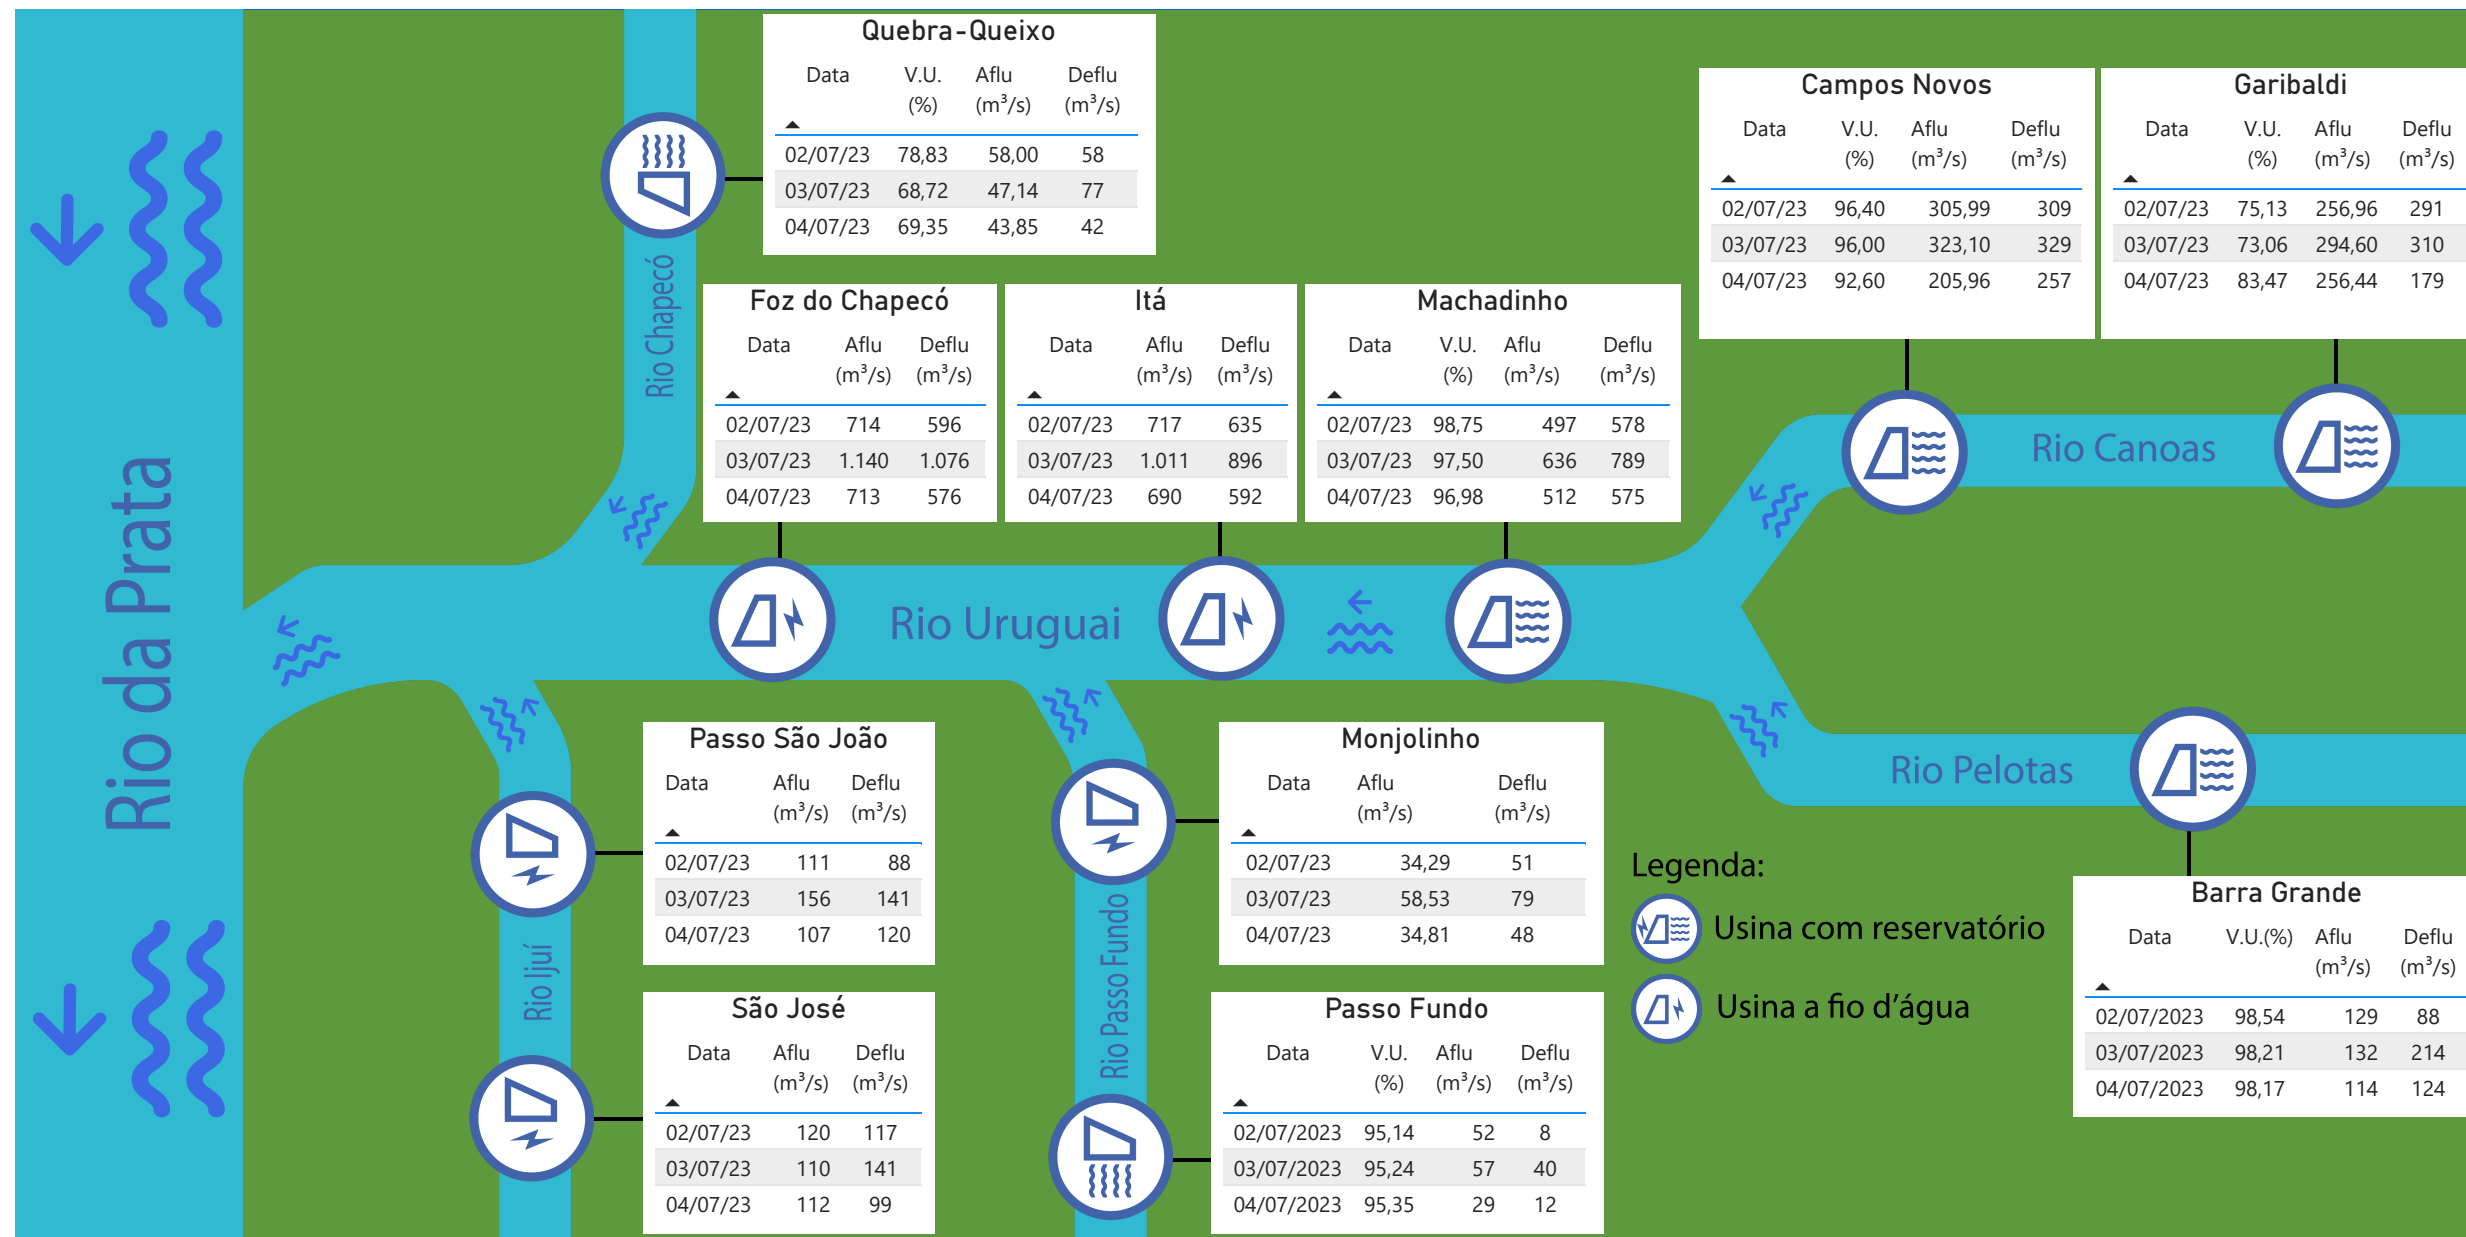 Quebra-Queixo
Data V.U. (%) Aflu (m³/s) Deflu (m³/s)
02/07/23 78,83 58,00 58
03/07/23 68,72 47,14 77
04/07/23 69,35 43,85 42
Campos Novos
Data V.U. (%) Aflu (m³/s) Deflu (m³/s)
02/07/23 96,40 305,99 309
03/07/23 96,00 323,10 329
04/07/23 92,60 205,96 257
Garibaldi
Data V.U. (%) Aflu (m³/s) Deflu (m³/s)
02/07/23 75,13 256,96 291
03/07/23 73,06 294,60 310
04/07/23 83,47 256,44 179
Rio Chapecó
Foz do Chapecó
Data Aflu (m³/s) Deflu (m³/s)
02/07/23 714 596
03/07/23 1.140 1.076
04/07/23 713 576
Itá
Data Aflu (m³/s) Deflu (m³/s)
02/07/23 717 635
03/07/23 1.011 896
04/07/23 690 592
Machadinho
Data V.U. (%) Aflu (m³/s) Deflu (m³/s)
02/07/23 98,75 497 578
03/07/23 97,50 636 789
04/07/23 96,98 512 575
Rio Canoas
Rio da Prata
Rio Uruguai
Rio Pelotas
Passo São João
Data Aflu (m³/s) Deflu (m³/s)
02/07/23 111 88
03/07/23 156 141
04/07/23 107 120
Monjolinho
Data Aflu (m³/s) Deflu (m³/s)
02/07/23 34,29 51
03/07/23 58,53 79
04/07/23 34,81 48
Legenda:
Usina com reservatório
Usina a fio d’água
Barra Grande
Data V.U.(%) Aflu (m³/s) Deflu (m³/s)
02/07/2023 98,54 129 88
03/07/2023 98,21 132 214
04/07/2023 98,17 114 124
Rio Ijuí
São José
Data Aflu (m³/s) Deflu (m³/s)
02/07/23 120 117
03/07/23 110 141
04/07/23 112 99
Rio Passo Fundo
Passo Fundo
Data V.U. (%) Aflu (m³/s) Deflu (m³/s)
02/07/2023 95,14 52 8
03/07/2023 95,24 57 40
04/07/2023 95,35 29 12